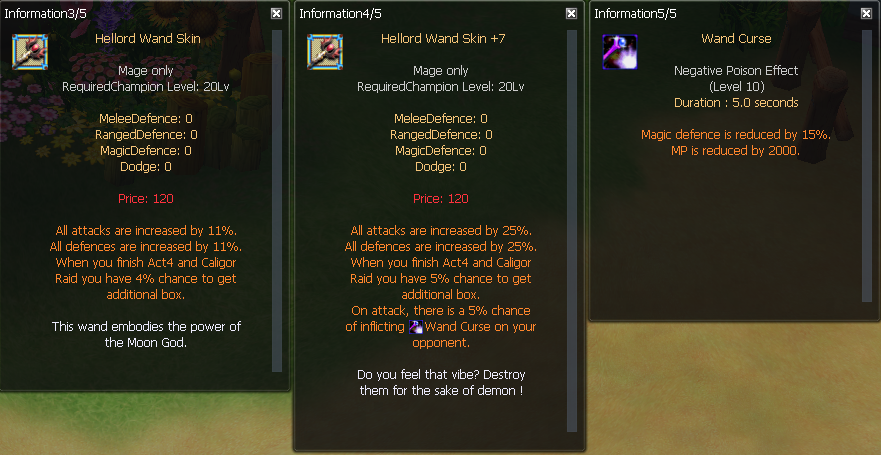 Information3/5
Hellord Wand Skin
Mage only
RequiredChampion Level: 20Lv
MeleeDefence: 0
RangedDefence: 0
MagicDefence: 0
Dodge: 0
Price: 120
All attacks are increased by 11%.
All defences are increased by 11%.
When you finish Act4 and Caligor
Raid you have 4% chance to get
additional box.
This wand embodies the power of
the Moon God.
Information4/5
Hellord Wand Skin +7
Mage only
RequiredChampion Level: 20Lv
MeleeDefence: 0
RangedDefence: 0
MagicDefence: 0
Dodge: 0
Price: 120
All attacks are increased by 25%.
All defences are increased by 25%.
When you finish Act4 and Caligor
Raid you have 5% chance to get
additional box.
On attack, there is a 5% chance
of inflicting Wand Curse on your
opponent.
Do you feel that vibe? Destroy
them for the sake of demon !
Information5/5
Wand Curse
Negative Poison Effect
(Level 10)
Duration : 5.0 seconds
Magic defence is reduced by 15%.
MP is reduced by 2000.